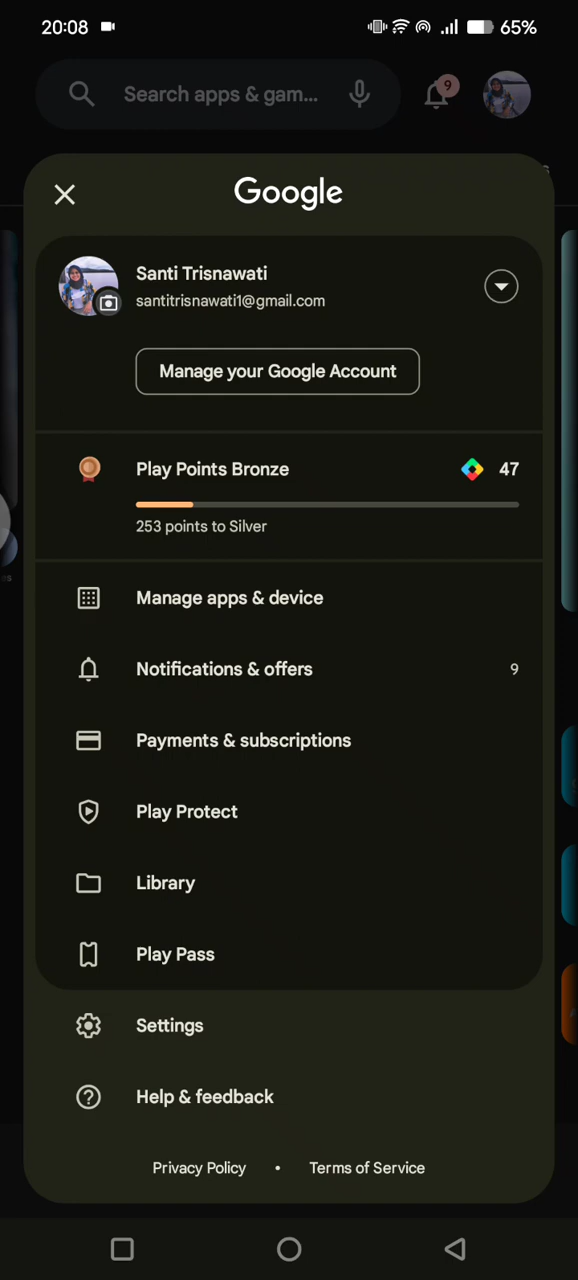 20:08
65%
Search apps & gam...
9
Google
Santi Trisnawati
santitrisnawati1@gmail.com
Manage your Google Account
Play Points Bronze
47
253 points to Silver
Manage apps & device
Notifications & offers
9
Payments & subscriptions
Play Protect
Library
Play Pass
Settings
Help & feedback
Privacy Policy • Terms of Service